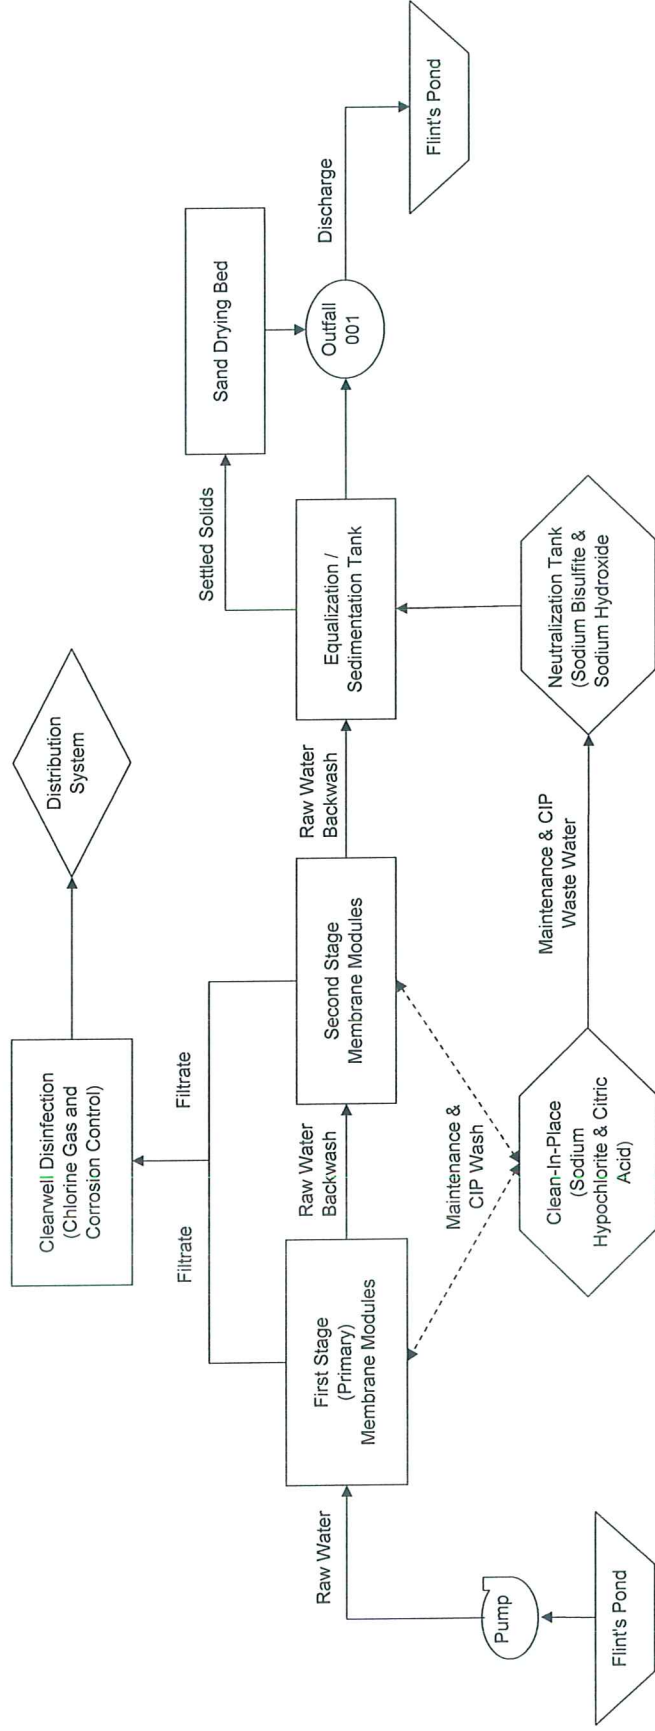 Flint's Pond
Pump
Raw Water
First Stage
(Primary)
Membrane Modules
Filtrate
Filtrate
Clearwell Disinfection
(Chlorine Gas and
Corrosion Control)
Distribution
System
Raw Water
Backwash
Second Stage
Membrane Modules
Maintenance &
CIP Wash
Clean-In-Place
(Sodium
Hypochlorite & Citric
Acid)
Maintenance & CIP
Waste Water
Neutralization Tank
(Sodium Bisulfite &
Sodium Hydroxide
Raw Water
Backwash
Equalization /
Sedimentation Tank
Settled Solids
Sand Drying Bed
Outfall
001
Discharge
Flint's Pond